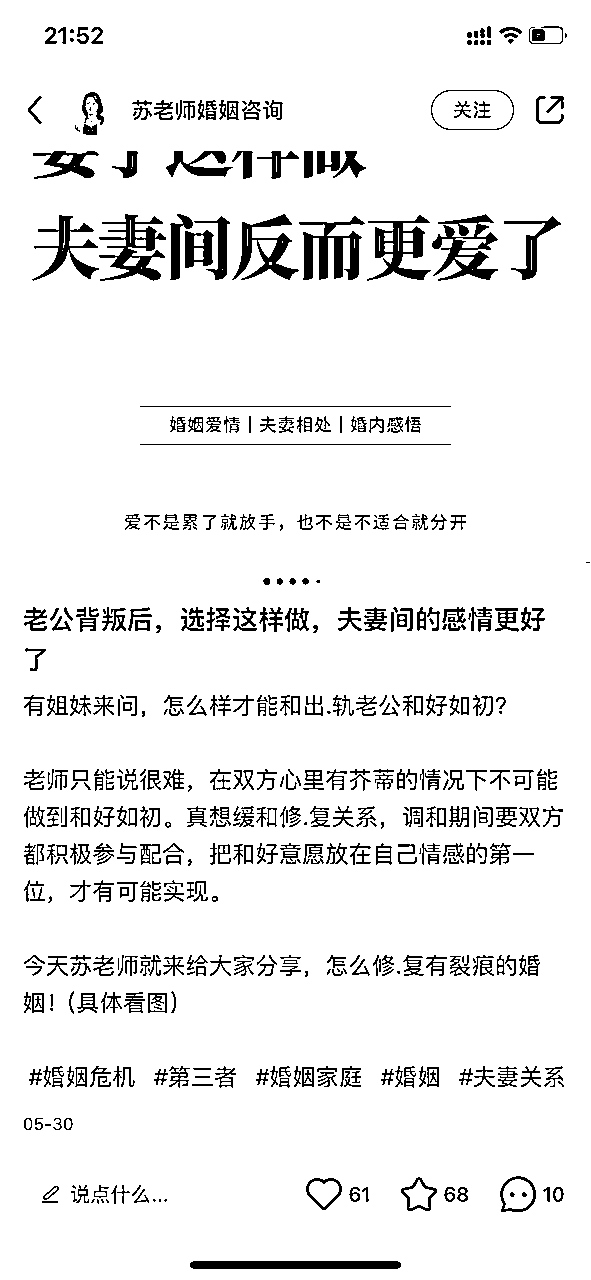 21:52
苏老师婚姻咨询
关注
夫妻间反而更爱了
婚姻爱情丨夫妻相处丨婚内感悟
爱不是累了就放手，也不是不适合就分开
老公背叛后，选择这样做，夫妻间的感情更好
了
有姐妹来问，怎么样才能和出.轨老公和好如初？
老师只能说很难，在双方心里有芥蒂的情况下不可能
做到和好如初。真想缓和修.复关系，调和期间要双方
都积极参与配合，把和好意愿放在自己情感的第一
位，才有可能实现。
今天苏老师就来给大家分享，怎么修.复有裂痕的婚
姻！（具体看图）
#婚姻危机 #第三者 #婚姻家庭 #婚姻 #夫妻关系
05-30
说点什么...
61
68
10